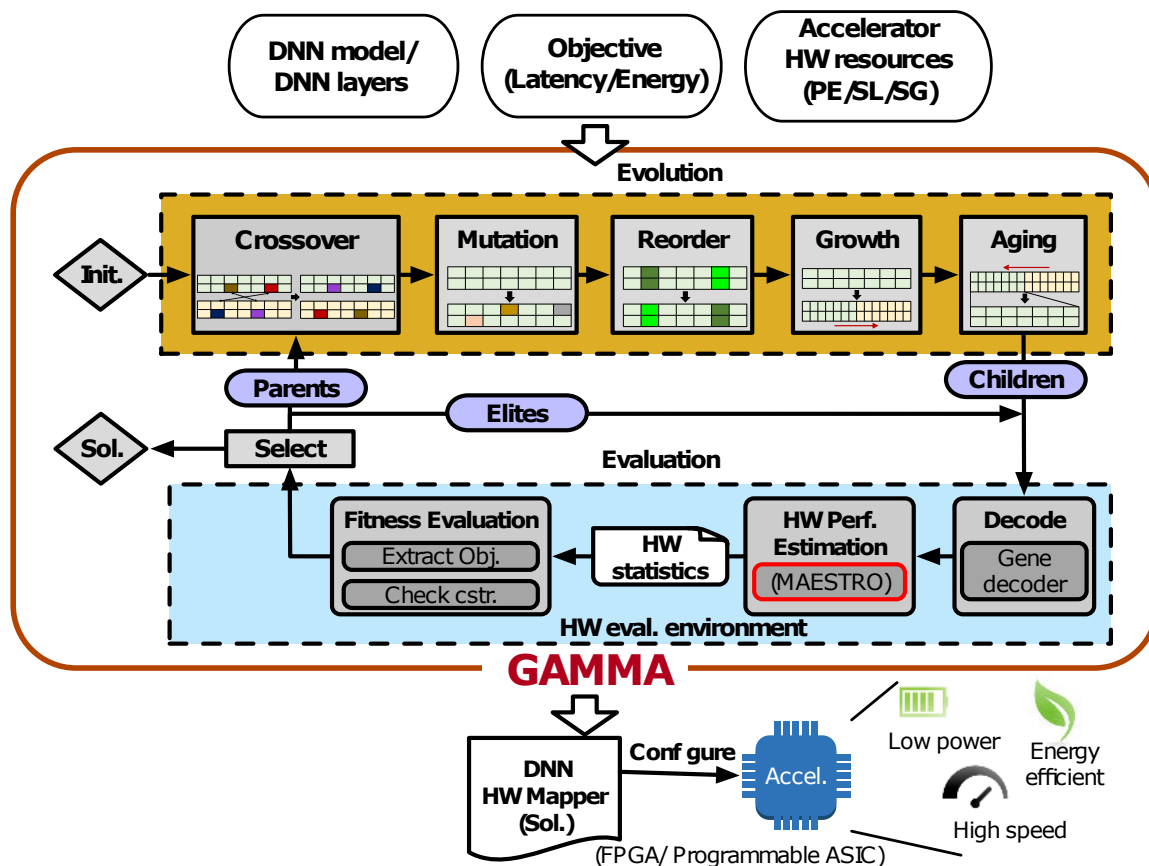 DNN model/
DNN layers
Objective
(Latency/Energy)
Accelerator
HW resources
(PE/SL/SG)
Evolution
Init.
Crossover
Mutation
Reorder
Growth
Aging
Parents
Children
Elites
Sol.
Select
Evaluation
Fitness Evaluation
Extract Obj.
Check cstr.
HW
statistics
HW Perf.
Estimation
(MAESTRO)
Decode
Gene
decoder
HW eval. environment
GAMMA
DNN
HW Mapper
(Sol.)
Conf gure
Accel.
(FPGA/ Programmable ASIC)
Low power
Energy
efficient
High speed